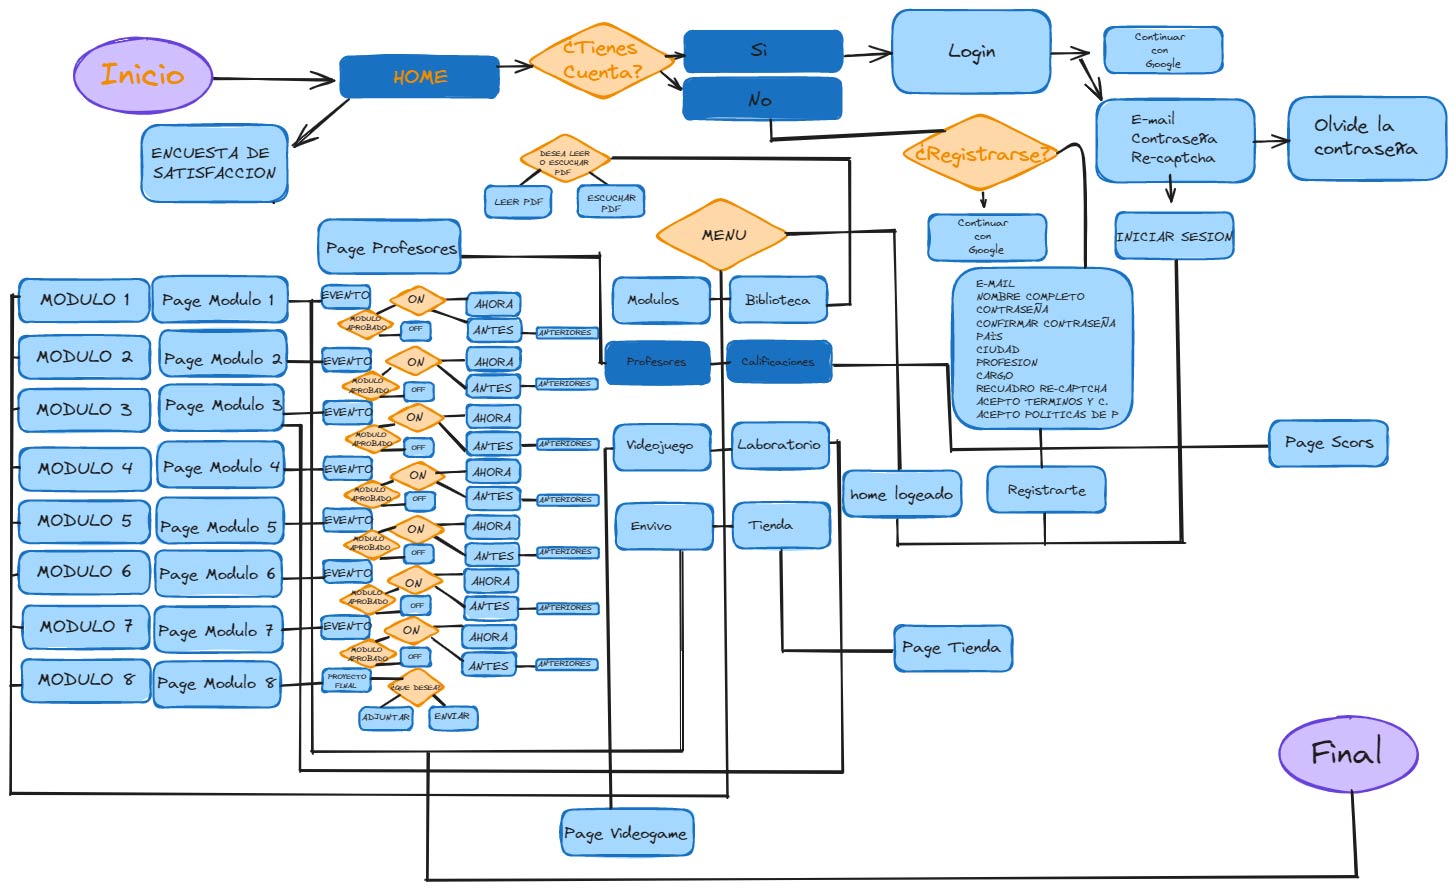 Inicio
HOME
¿Tienes
Cuenta?
Si
No
Login
Continuar
con
Google
E-mail
Contraseña
Re-captcha
Olvide la
contraseña
ENCUESTA DE
SATISFACCION
DESEA LEER
O ESCUCHAR
PDF
LEER PDF
ESCUCHAR
PDF
¿Registrarse?
Continuar
con
Google
INICIAR SESION
MENU
Page Profesores
E-MAIL
NOMBRE COMPLETO
CONTRASEÑA
CONFIRMAR CONTRASEÑA
PAIS
CIUDAD
PROFESION
CARGO
RECUADRO RE-CAPTCHA
ACEPTO TERMINOS Y C.
ACEPTO POLITICAS DE P
Modulos
Biblioteca
Profesores
Calificaciones
Videojuego
Laboratorio
Envivo
Tienda
home logeado
Registrarte
Page Scors
Page Tienda
MODULO 1
Page Modulo 1
EVENTO
ON
AHORA
MODULO
APROBADO
OFF
ANTES
ANTERIORES
MODULO 2
Page Modulo 2
EVENTO
ON
AHORA
MODULO
APROBADO
OFF
ANTES
ANTERIORES
MODULO 3
Page Modulo 3
EVENTO
ON
AHORA
MODULO
APROBADO
OFF
ANTES
ANTERIORES
MODULO 4
Page Modulo 4
EVENTO
ON
AHORA
MODULO
APROBADO
OFF
ANTES
ANTERIORES
MODULO 5
Page Modulo 5
EVENTO
ON
AHORA
MODULO
APROBADO
OFF
ANTES
ANTERIORES
MODULO 6
Page Modulo 6
EVENTO
ON
AHORA
MODULO
APROBADO
OFF
ANTES
ANTERIORES
MODULO 7
Page Modulo 7
EVENTO
ON
AHORA
MODULO
APROBADO
OFF
ANTES
ANTERIORES
MODULO 8
Page Modulo 8
PROYECTO
FINAL
¿QUE DESEA?
ADJUNTAR
ENVIAR
Page Videogame
Final